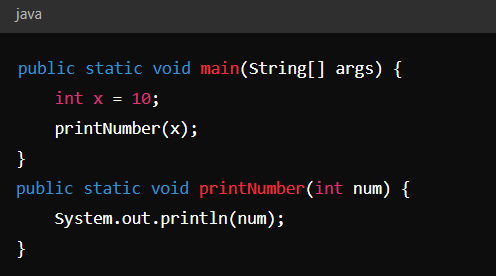 java
public static void main(String[] args) {
    int x = 10;
    printNumber(x);
}
public static void printNumber(int num) {
    System.out.println(num);
}